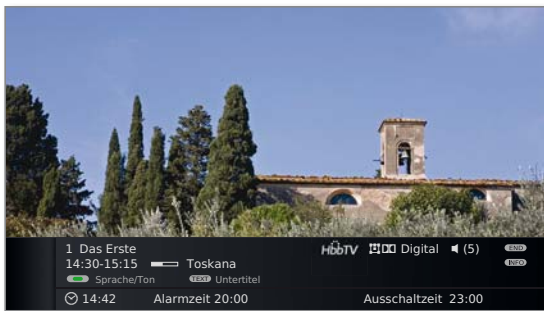 1 Das Erste HbbTV Digital (5) END
14:30-15:15 Toskana INFO
Sprache/Ton TEXT Untertitel
14:42 Alarmzeit 20:00 Ausschaltzeit 23:00